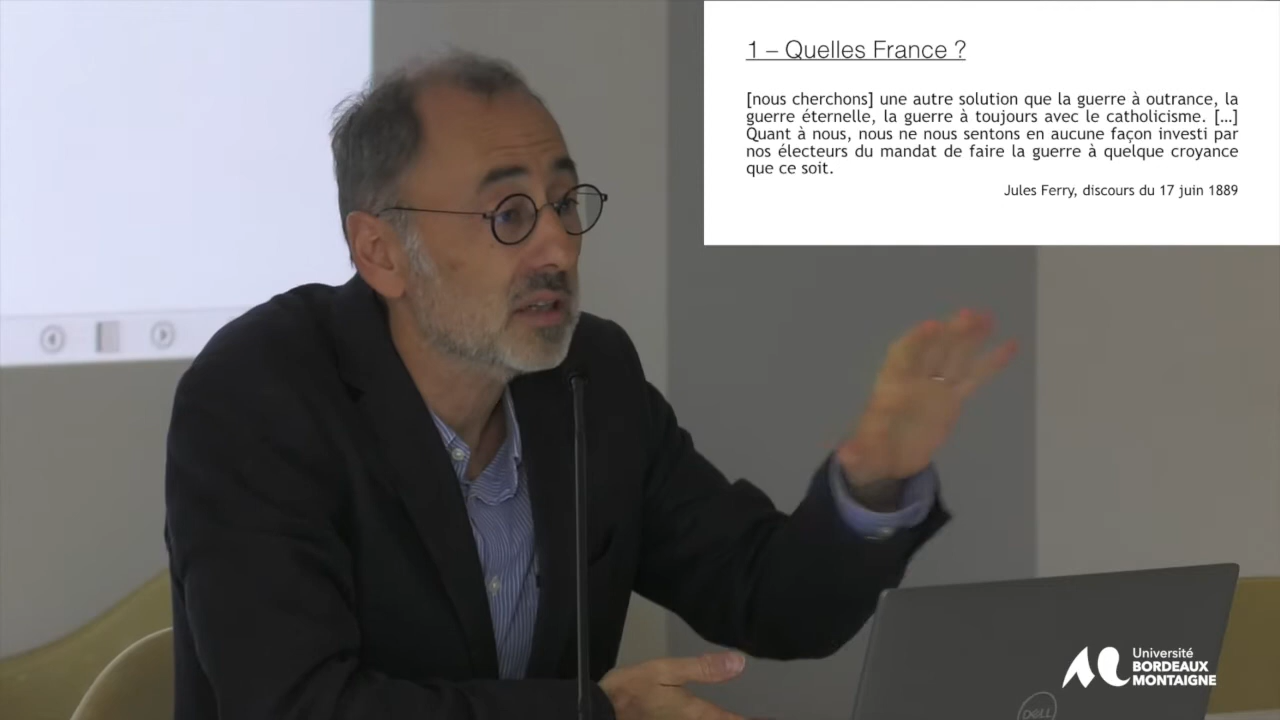 1 – Quelles France ?
[nous cherchons] une autre solution que la guerre à outrance, la
guerre éternelle, la guerre à toujours avec le catholicisme. […]
Quant à nous, nous ne nous sentons en aucune façon investi par
nos électeurs du mandat de faire la guerre à quelque croyance
que ce soit.
Jules Ferry, discours du 17 juin 1889
Université
BORDEAUX
MONTAIGNE
DELL